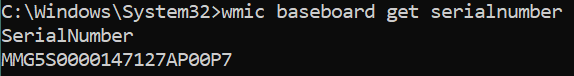 C:\Windows\System32>wmic baseboard get serialnumber
SerialNumber
MMG5S0000147127AP00P7